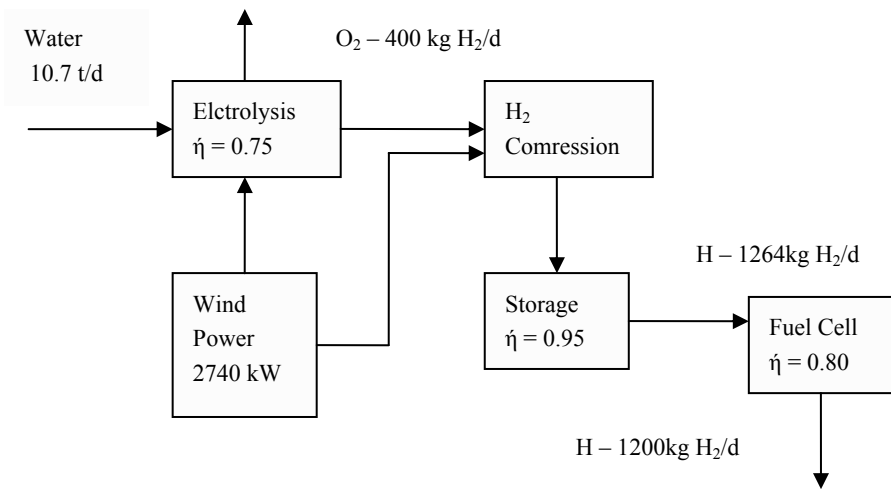 Water
10.7 t/d
O₂ – 400 kg H₂/d
Elctrolysis
ή = 0.75
H₂
Comression
Wind
Power
2740 kW
Storage
ή = 0.95
H – 1264kg H₂/d
Fuel Cell
ή = 0.80
H – 1200kg H₂/d